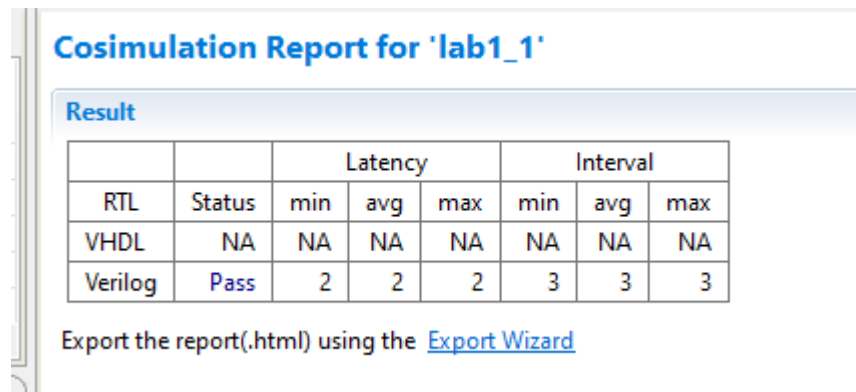 Cosimulation Report for 'lab1_1'
Result
Latency Interval
RTL Status min avg max min avg max
VHDL NA NA NA NA NA NA NA
Verilog Pass 2 2 2 3 3 3
Export the report(.html) using the Export Wizard